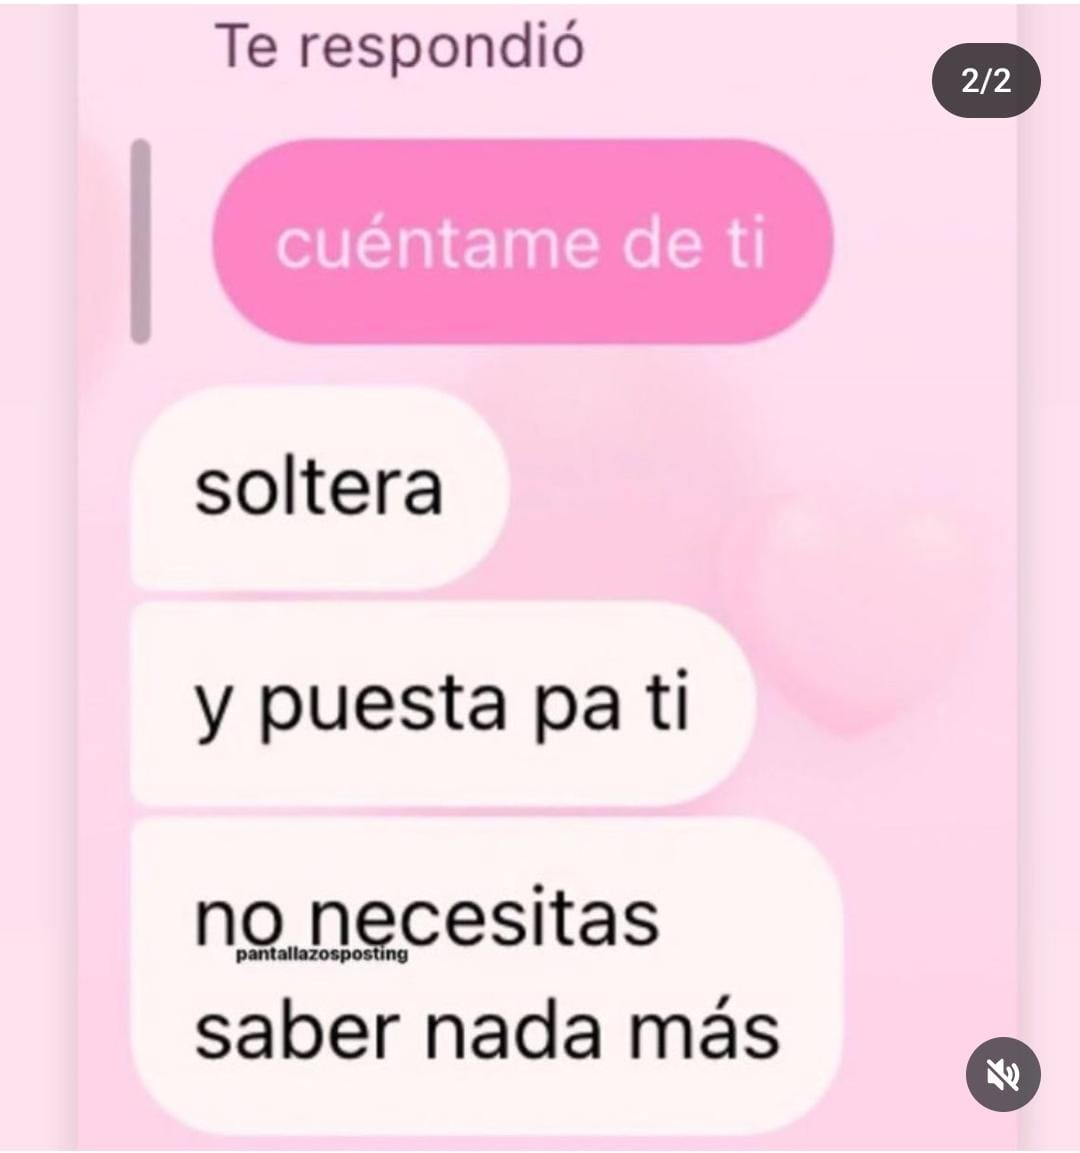 Te respondió
2/2
cuéntame de ti
soltera
y puesta pa ti
no necesitas
pantallazosposting
saber nada más